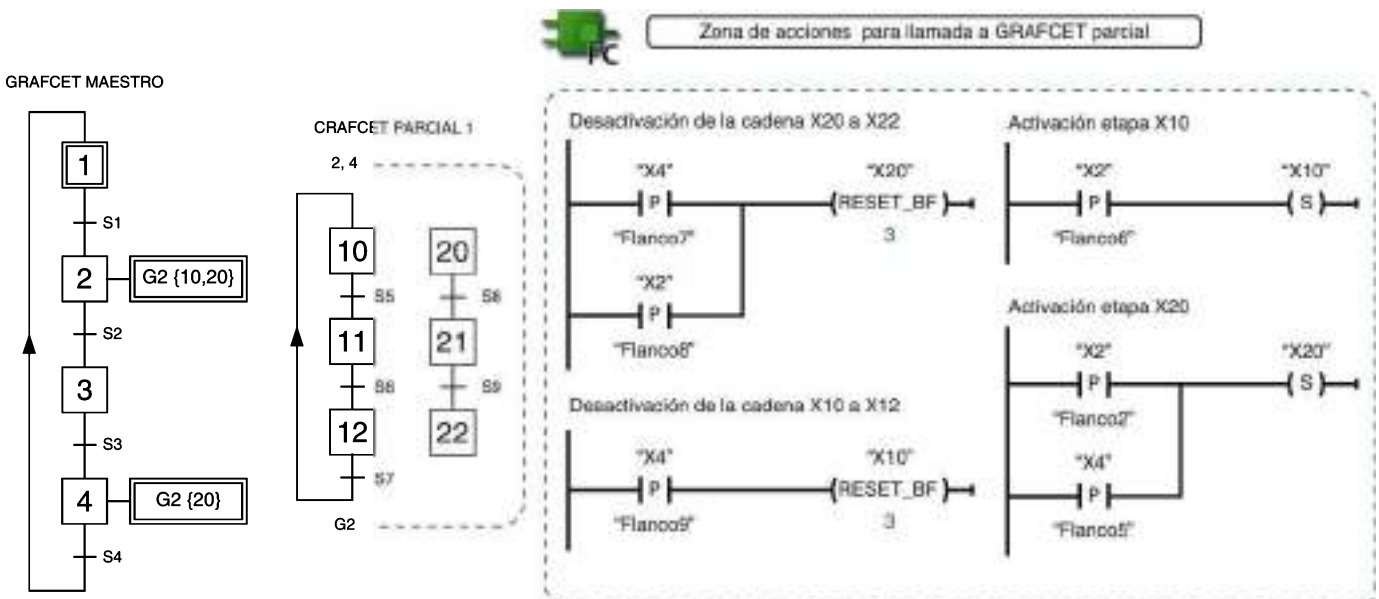 FC
Zona de acciones para llamada a GRAFCET parcial
GRAFCET MAESTRO
1
S1
2
G2 {10,20}
S2
3
S3
4
G2 {20}
S4
CRAFCET PARCIAL 1
2, 4
10
S5
11
S6
12
S7
G2
20
S8
21
S9
22
Desactivación de la cadena X20 a X22
"X4"
P
"Flanco7"
"X2"
P
"Flanco8"
"X20"
RESET_BF
3
Desactivación de la cadena X10 a X12
"X4"
P
"Flanco9"
"X10"
RESET_BF
3
Activación etapa X10
"X2"
P
"Flanco6"
"X10"
S
Activación etapa X20
"X2"
P
"Flanco2"
"X4"
P
"Flanco5"
"X20"
S